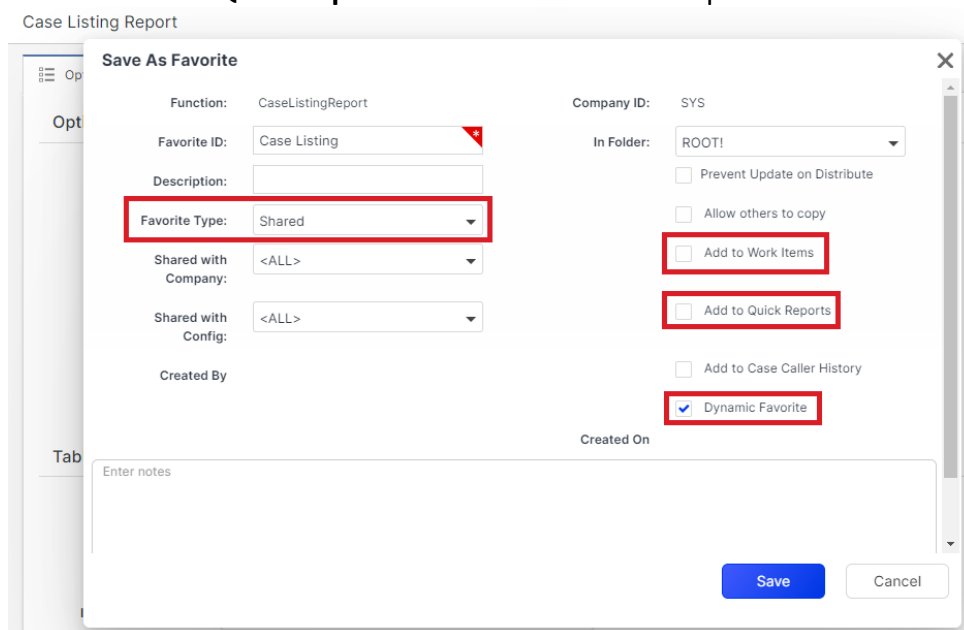 Case Listing Report
Save As Favorite
Op
Opt
Function: CaseListingReport Company ID: SYS
Favorite ID: Case Listing * In Folder: ROOT!
Description: Prevent Update on Distribute
Favorite Type: Shared Allow others to copy
Shared with Company: <ALL> Add to Work Items
Shared with Config: <ALL> Add to Quick Reports
Created By Add to Case Caller History
Dynamic Favorite
Created On
Tab
Enter notes
Save Cancel